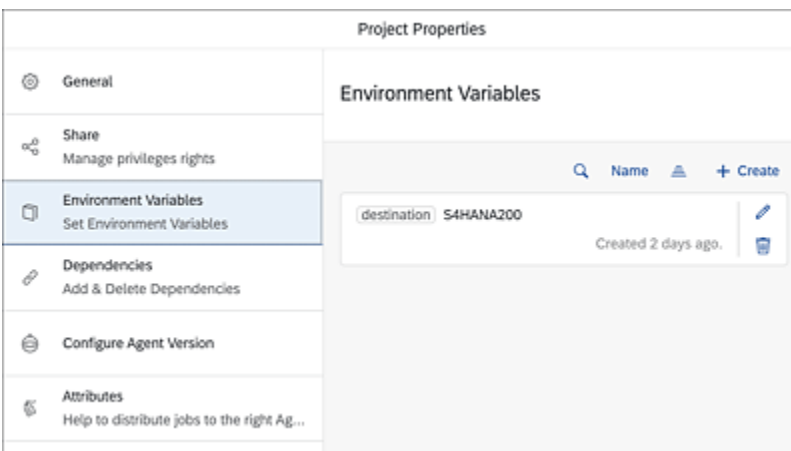 Project Properties
General
Share
Manage privileges rights
Environment Variables
Set Environment Variables
Dependencies
Add & Delete Dependencies
Configure Agent Version
Attributes
Help to distribute jobs to the right Ag...
Environment Variables
Name
+ Create
destination S4HANA200
Created 2 days ago.